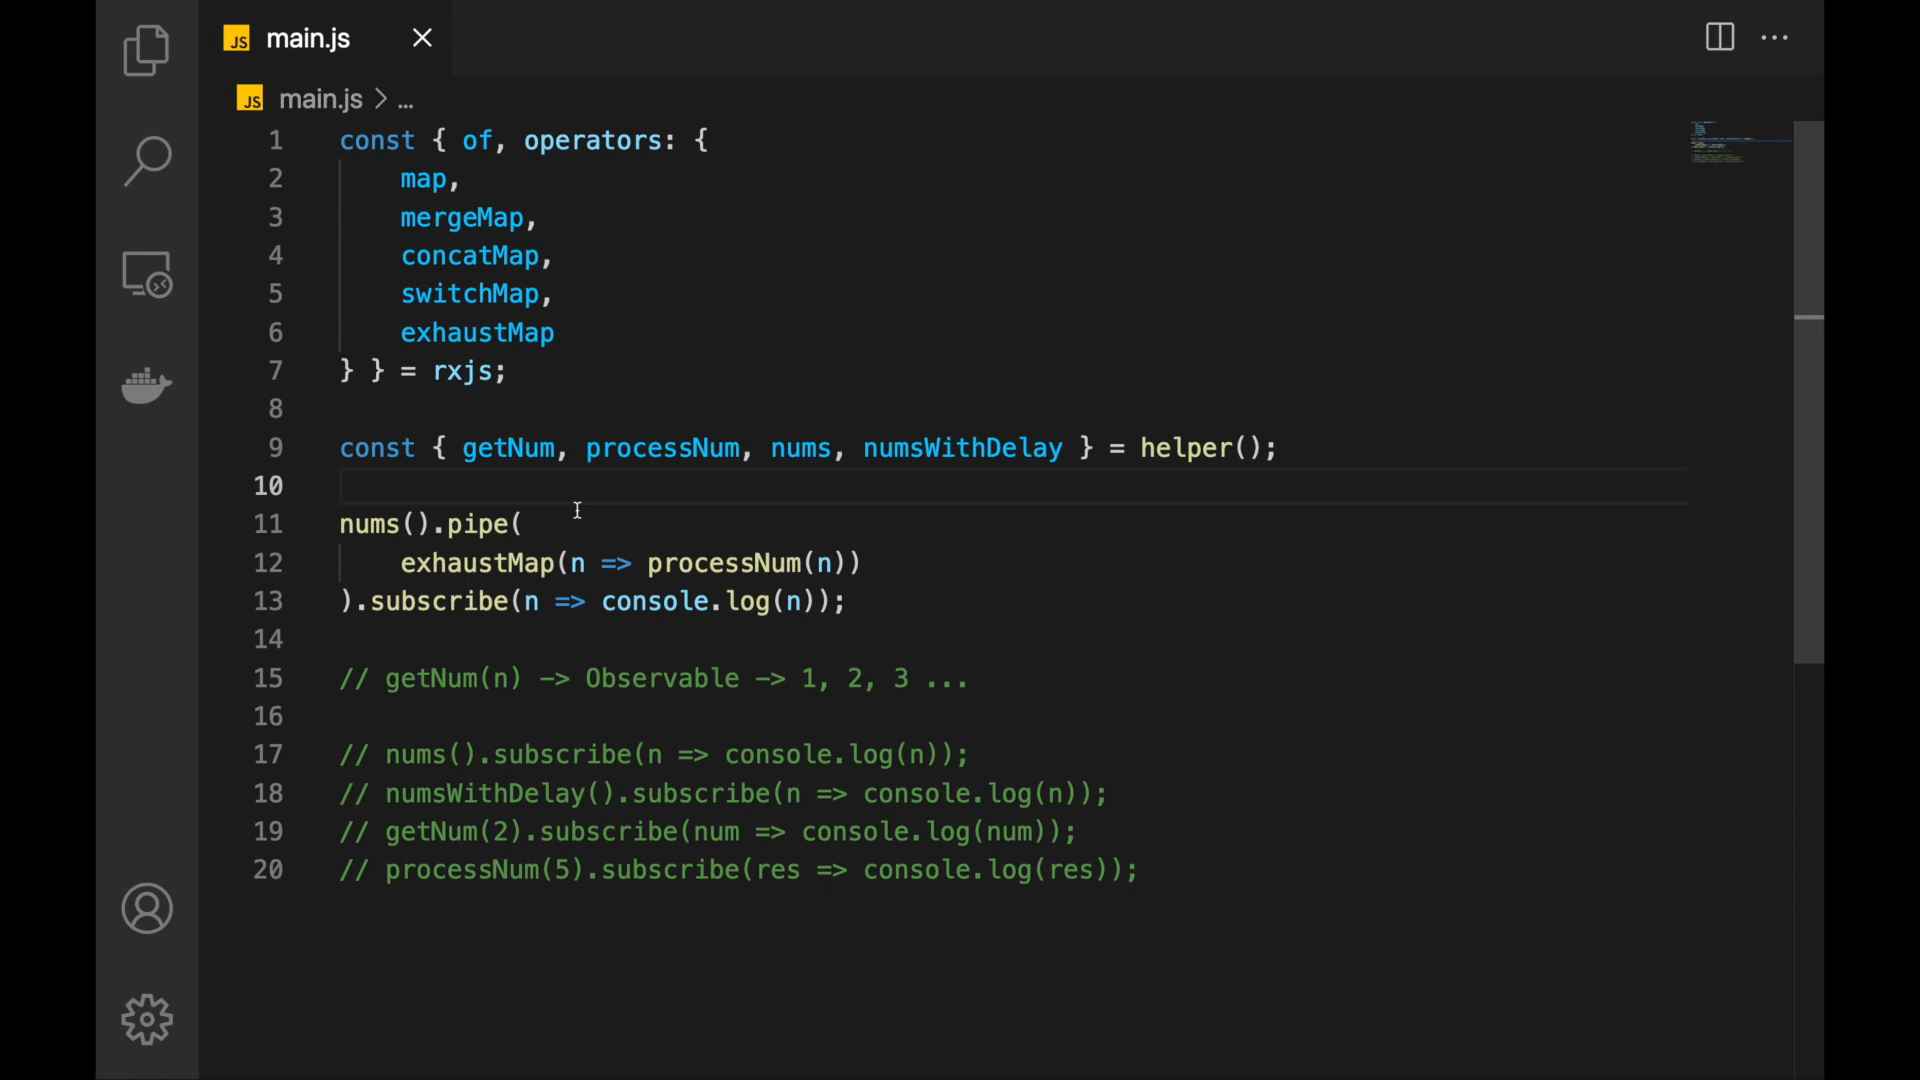 JS main.js
JS main.js > ...
1 const { of, operators: {
2 map,
3 mergeMap,
4 concatMap,
5 switchMap,
6 exhaustMap
7 } } = rxjs;
8
9 const { getNum, processNum, nums, numsWithDelay } = helper();
10
11 nums().pipe(
12 exhaustMap(n => processNum(n))
13 ).subscribe(n => console.log(n));
14
15 // getNum(n) -> Observable -> 1, 2, 3 ...
16
17 // nums().subscribe(n => console.log(n));
18 // numsWithDelay().subscribe(n => console.log(n));
19 // getNum(2).subscribe(num => console.log(num));
20 // processNum(5).subscribe(res => console.log(res));